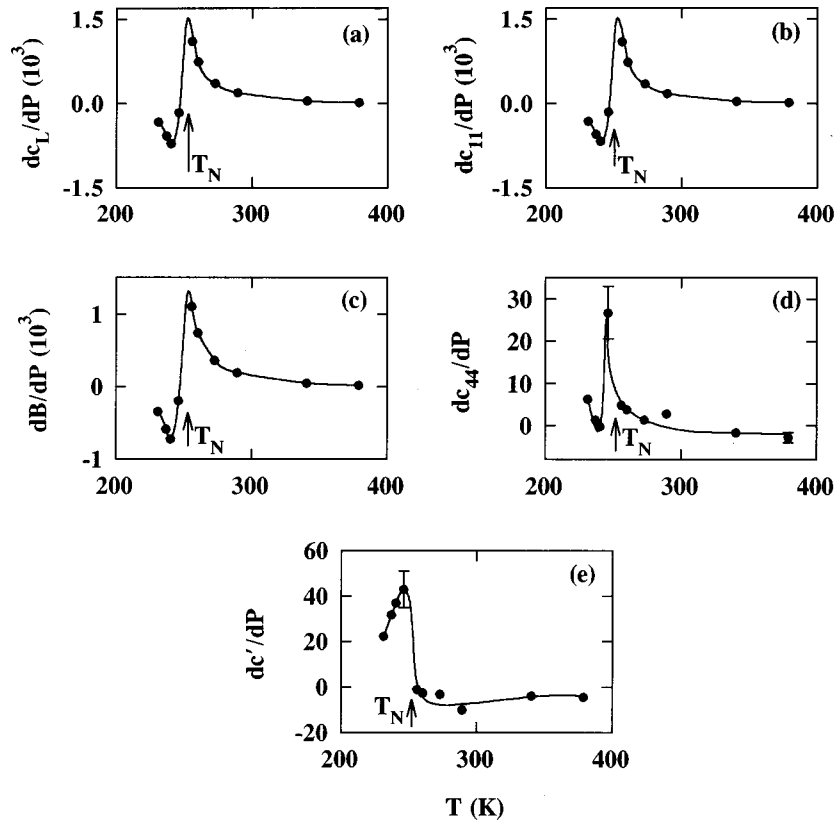 1.5
(a)
dc_L/dP (10^3)
0.0
T_N
-1.5
200
300
400
1.5
(b)
dc_11/dP (10^3)
0.0
T_N
-1.5
200
300
400
1
(c)
dB/dP (10^3)
0
T_N
-1
200
300
400
30
(d)
20
dc_44/dP
10
0
T_N
200
300
400
60
(e)
40
dc'/dP
20
0
T_N
-20
200
300
400
T (K)